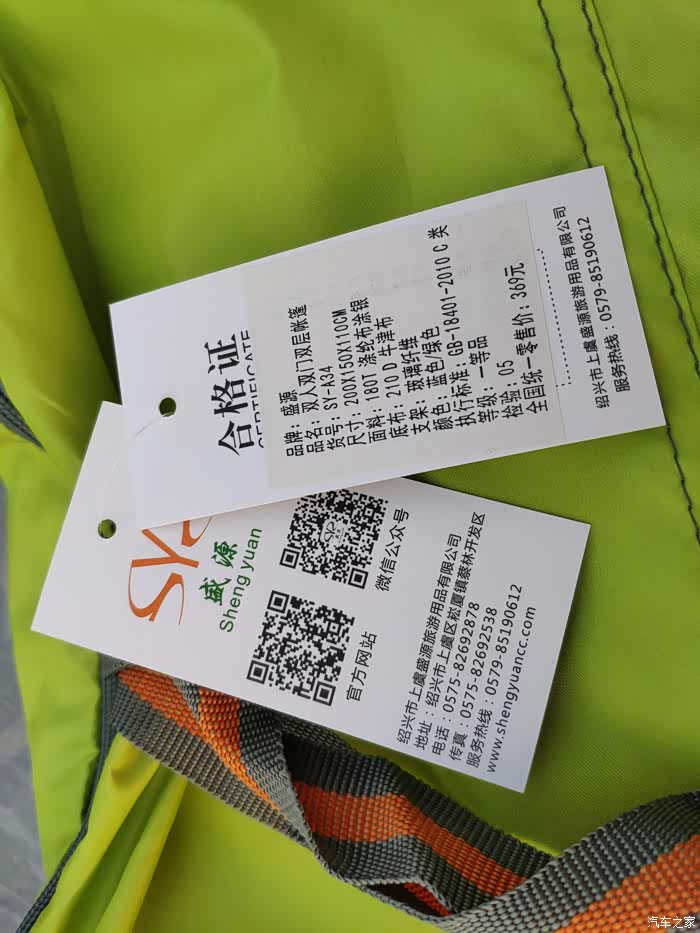 合格证
CERTIFICATE
品牌：盛源
品名：双人双门双层帐篷
货号：SY-A34
尺寸：200X150X110CM
面料：180T 涤纶布涂银
底布：210 D 牛津布
支架：玻璃纤维
颜色：蓝色/绿色
执行标准：GB-18401-2010 C 类
等级：一等品
检验：05
全国统一零售价：369元
绍兴市上虞盛源旅游用品有限公司
服务热线：0579-85190612
SY
盛源
Sheng yuan
微信公众号
官方网站
绍兴市上虞盛源旅游用品有限公司
地址：绍兴市上虞区崧厦镇蔡林开发区
电话：0575-82692878
传真：0575-82692538
服务热线：0579-85190612
www.shengyuancc.com
汽车之家